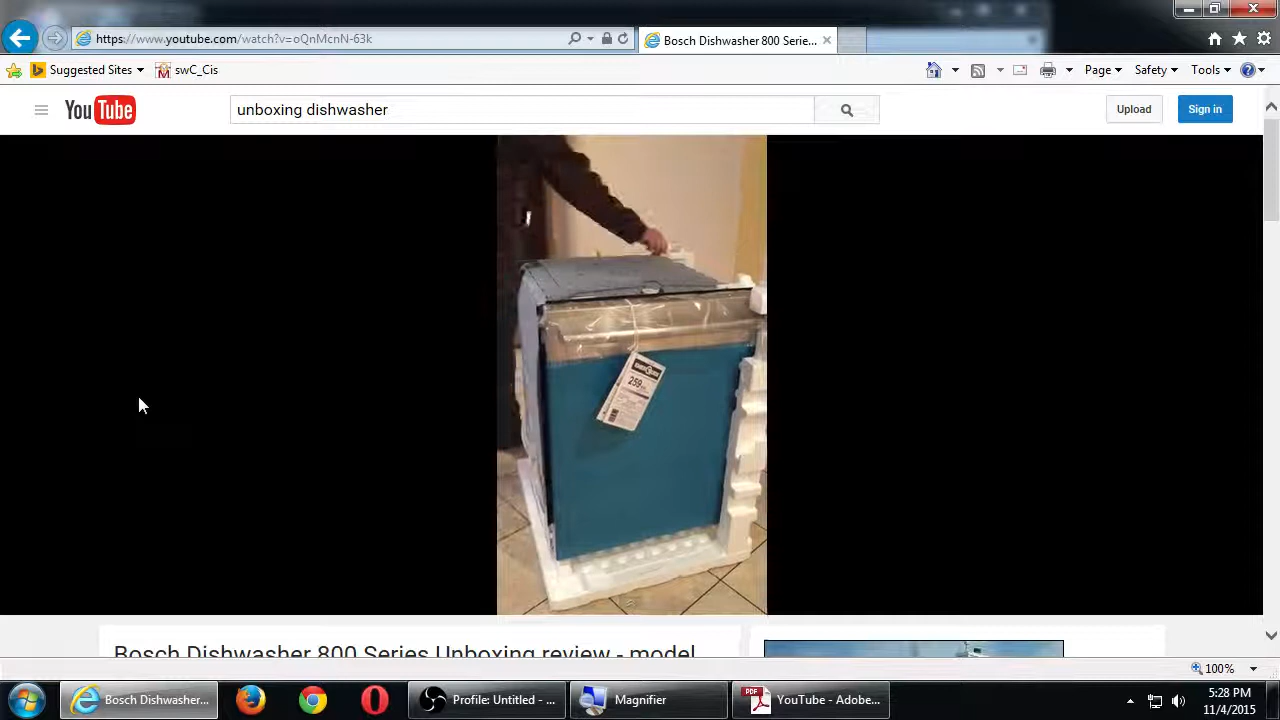 https://www.youtube.com/watch?v=oQnMcnN-63k
Bosch Dishwasher 800 Serie...
Suggested Sites
swC_Cis
Page
Safety
Tools
YouTube
unboxing dishwasher
Upload
Sign in
259
Bosch Dishwasher 800 Series Unboxing review - model
100%
Bosch Dishwasher...
Profile: Untitled - ...
Magnifier
PDF
YouTube - Adobe...
5:28 PM
11/4/2015